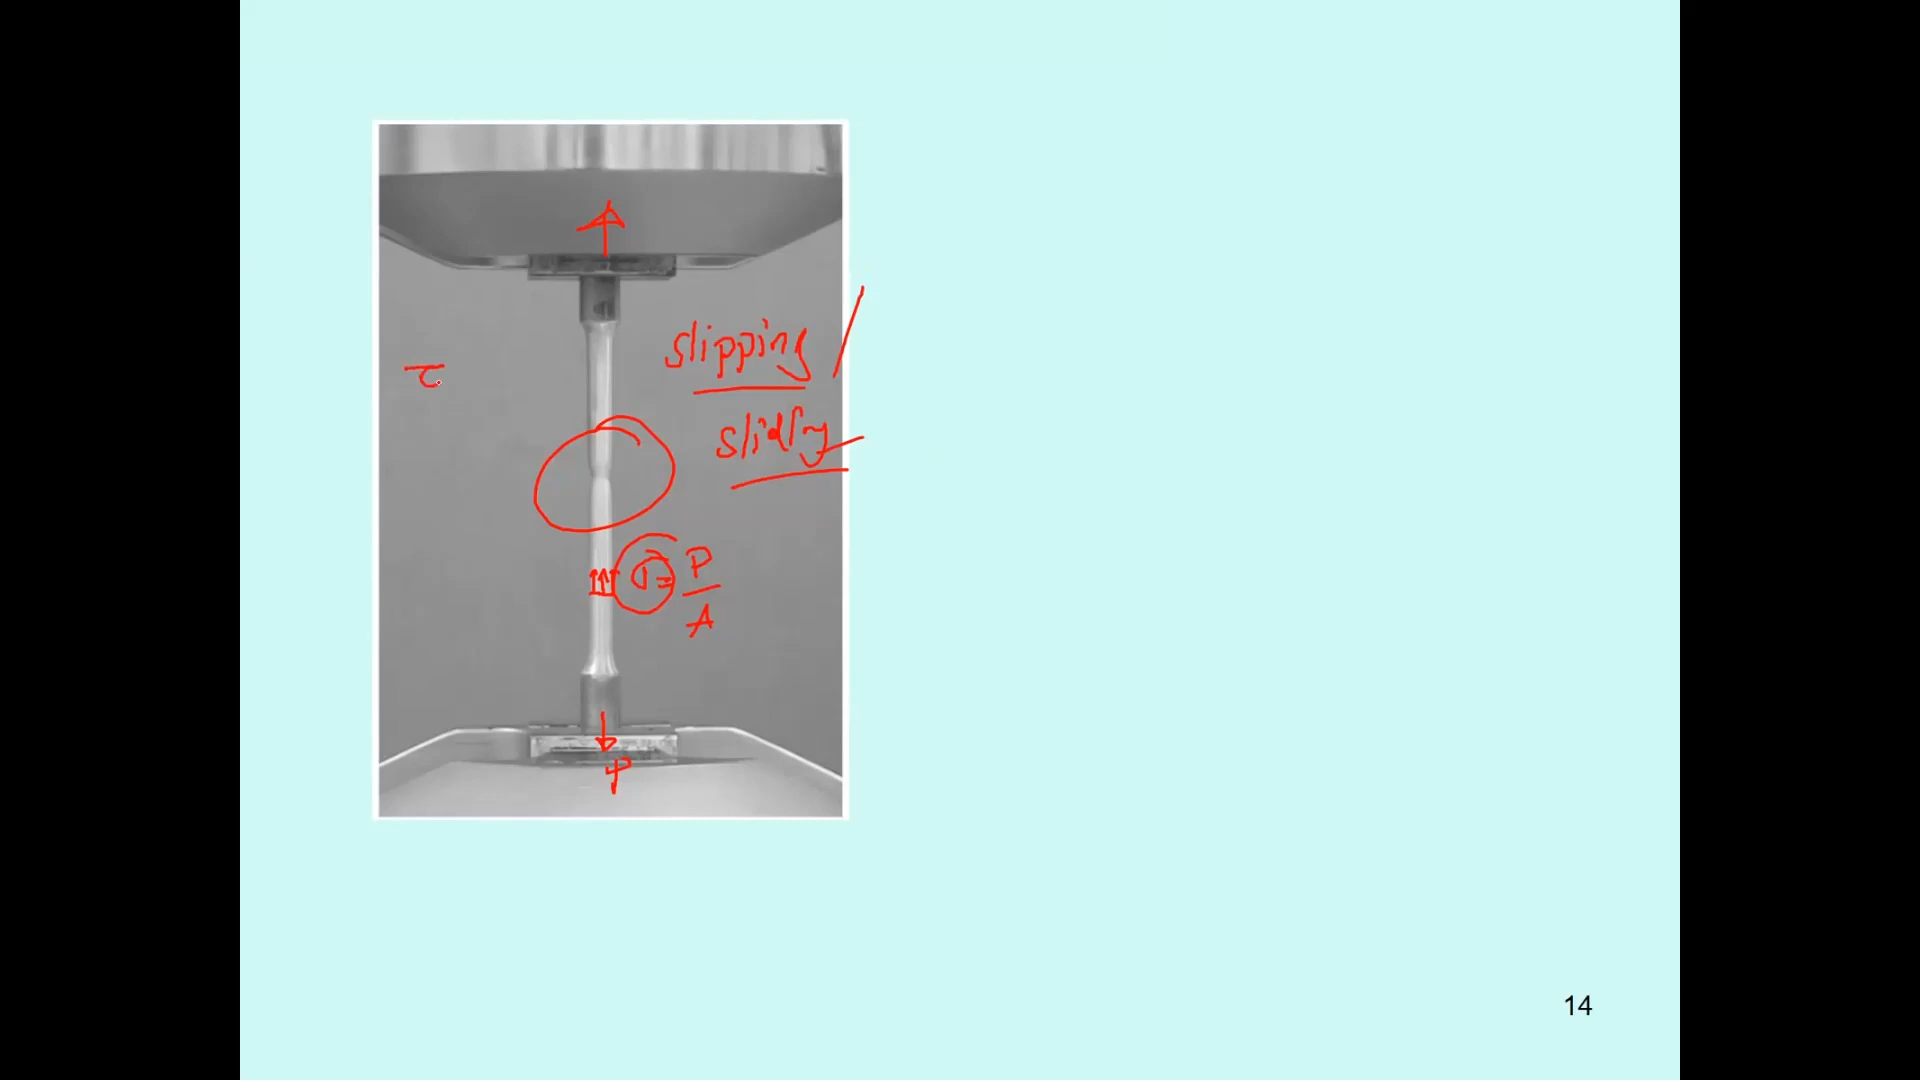 slipping
τ
sliding
σ = P
A
P
14